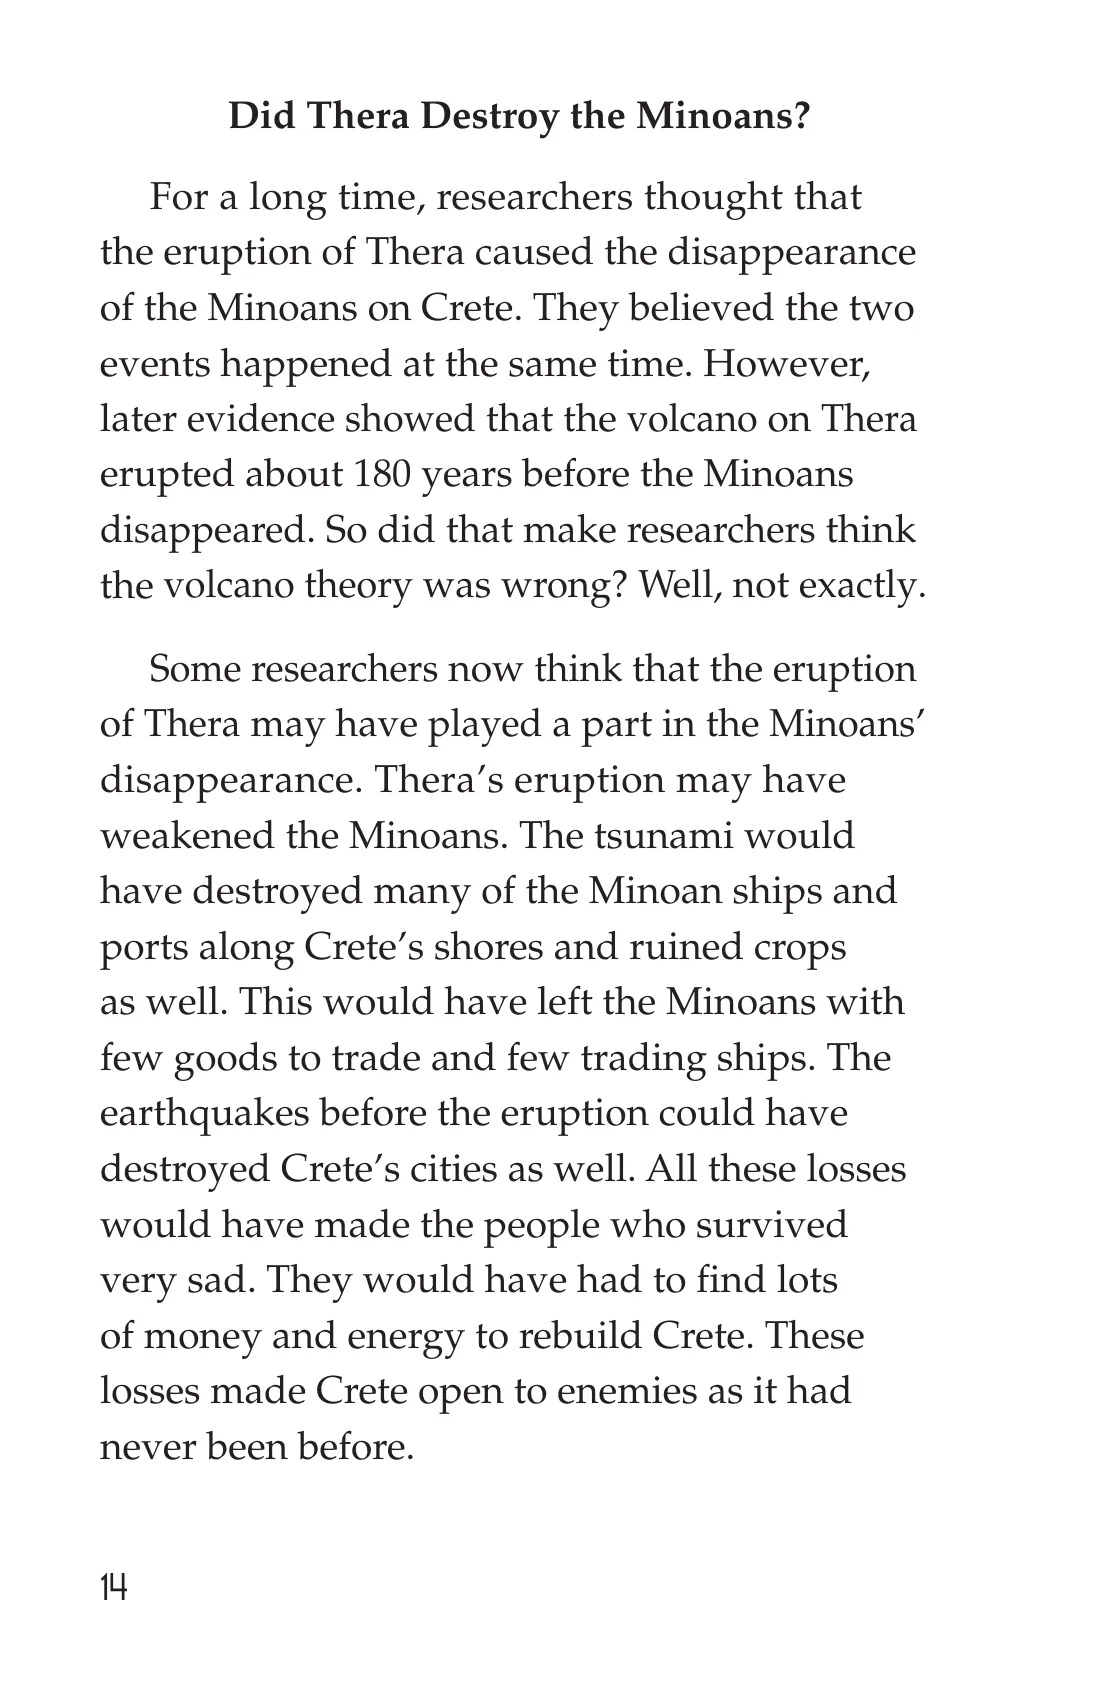 Did Thera Destroy the Minoans?
For a long time, researchers thought that
the eruption of Thera caused the disappearance
of the Minoans on Crete. They believed the two
events happened at the same time. However,
later evidence showed that the volcano on Thera
erupted about 180 years before the Minoans
disappeared. So did that make researchers think
the volcano theory was wrong? Well, not exactly.
Some researchers now think that the eruption
of Thera may have played a part in the Minoans’
disappearance. Thera’s eruption may have
weakened the Minoans. The tsunami would
have destroyed many of the Minoan ships and
ports along Crete’s shores and ruined crops
as well. This would have left the Minoans with
few goods to trade and few trading ships. The
earthquakes before the eruption could have
destroyed Crete’s cities as well. All these losses
would have made the people who survived
very sad. They would have had to find lots
of money and energy to rebuild Crete. These
losses made Crete open to enemies as it had
never been before.
14